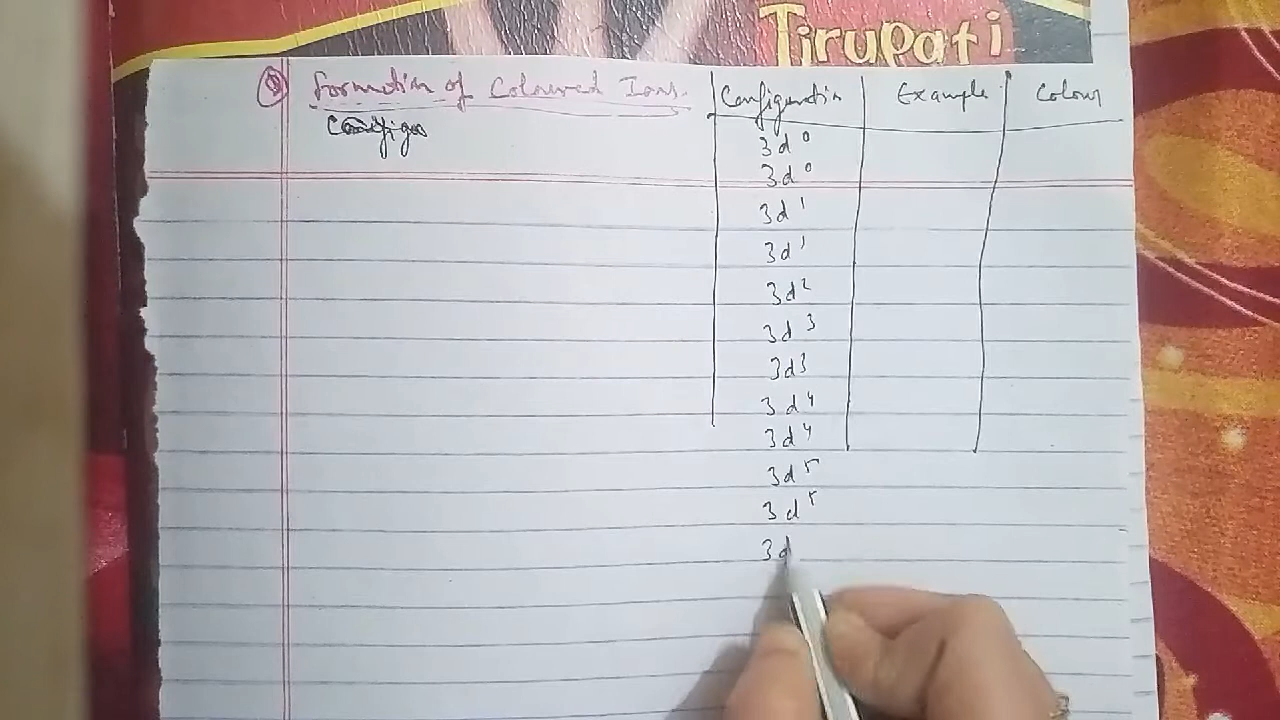 Tirupati
Formation of Coloured Ions. Configuration Example Colour
Configu
3d⁰
3d⁰
3d¹
3d¹
3d²
3d³
3d³
3d⁴
3d⁴
3d⁵
3d⁵
3d